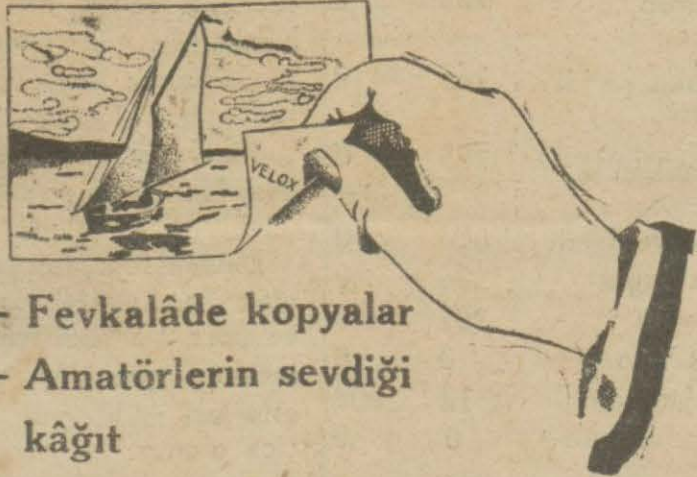 VELOX
- Fevkalâde kopyalar
- Amatörlerin sevdiği
kâğıt